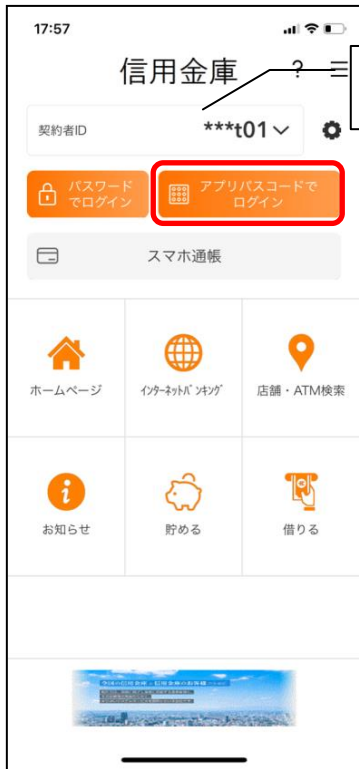 17:57
信用金庫
?
契約者ID
***t01
パスワード
でログイン
アプリパスコードで
ログイン
スマホ通帳
ホームページ
インターネットバンキング
店舗・ATM検索
お知らせ
貯める
借りる